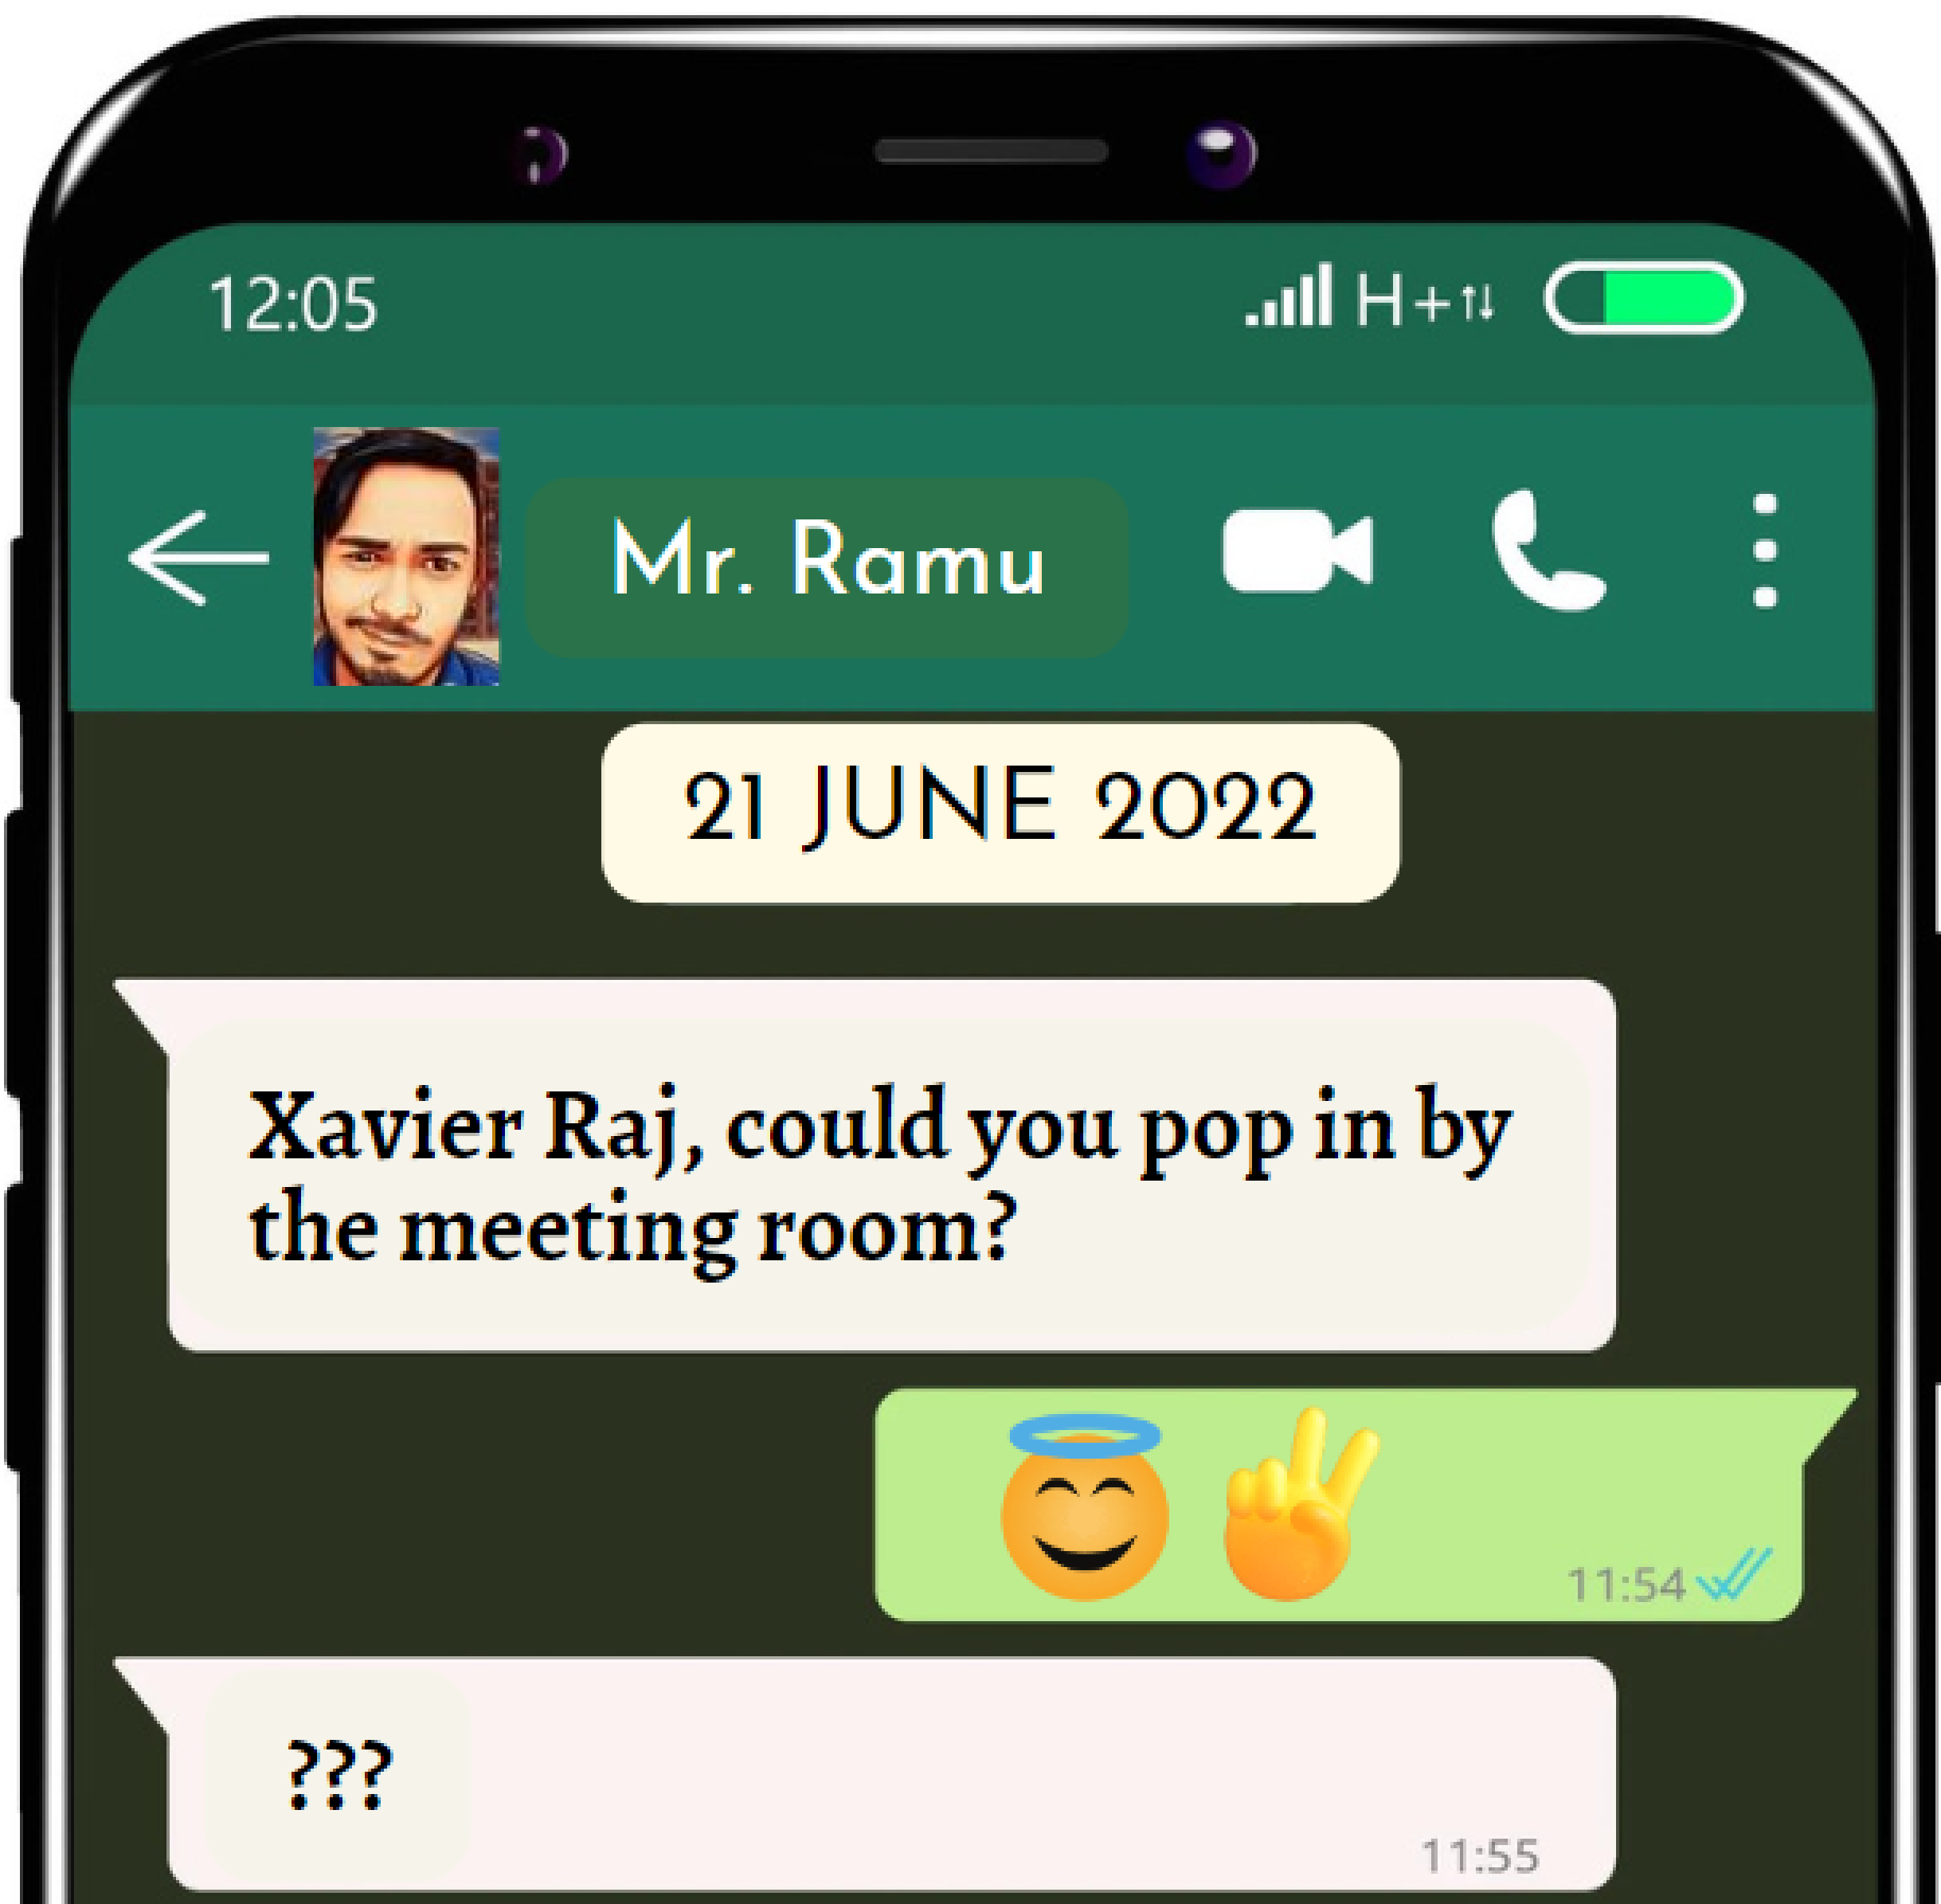 12:05 H+
Mr. Ramu
21 JUNE 2022
Xavier Raj, could you pop in by
the meeting room?
11:54
???
11:55